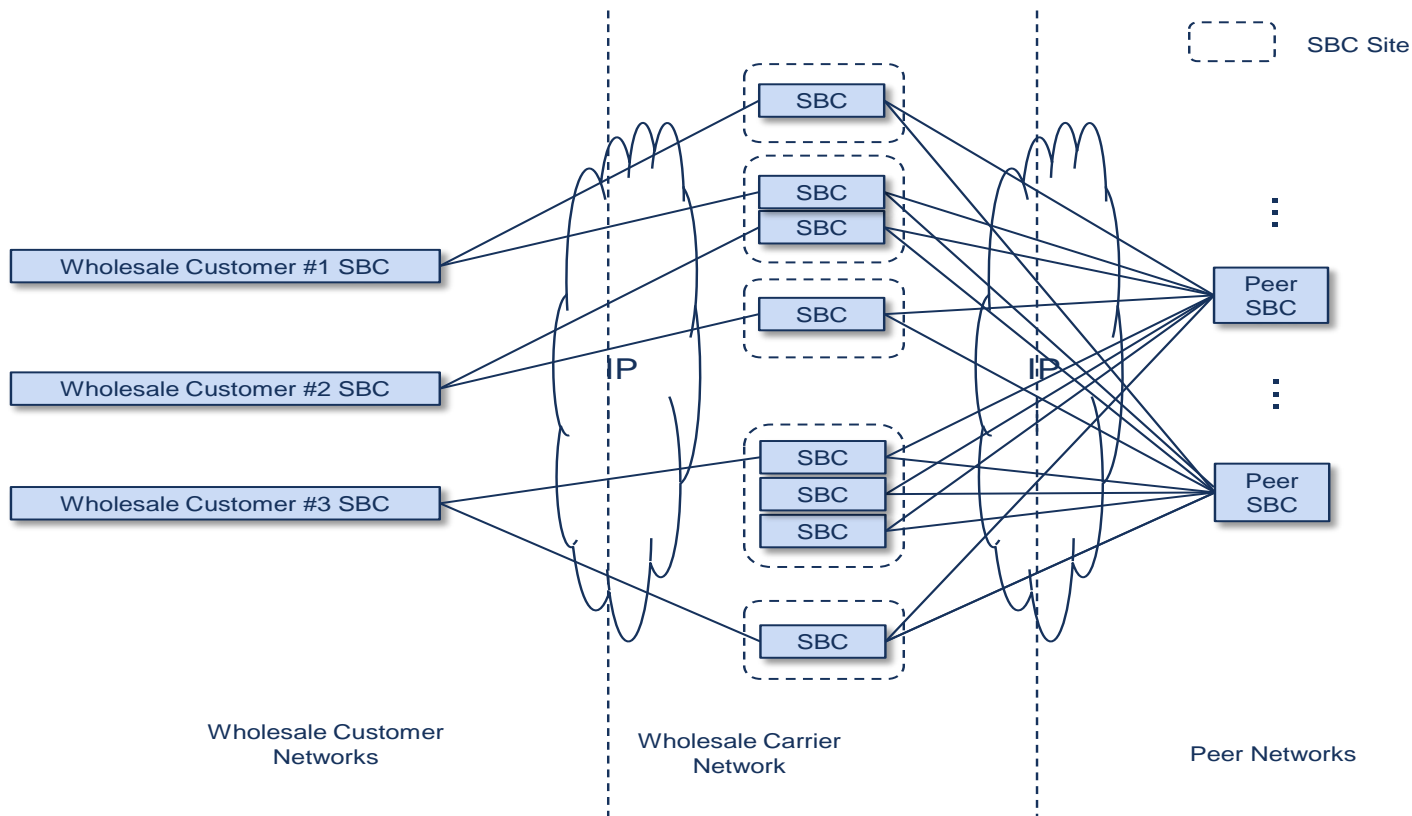 SBC Site
SBC
SBC
SBC
Wholesale Customer #1 SBC
Peer
SBC
SBC
IP
IP
Wholesale Customer #2 SBC
SBC
Peer
SBC
Wholesale Customer #3 SBC
SBC
SBC
SBC
Wholesale Customer
Networks
Wholesale Carrier
Network
Peer Networks